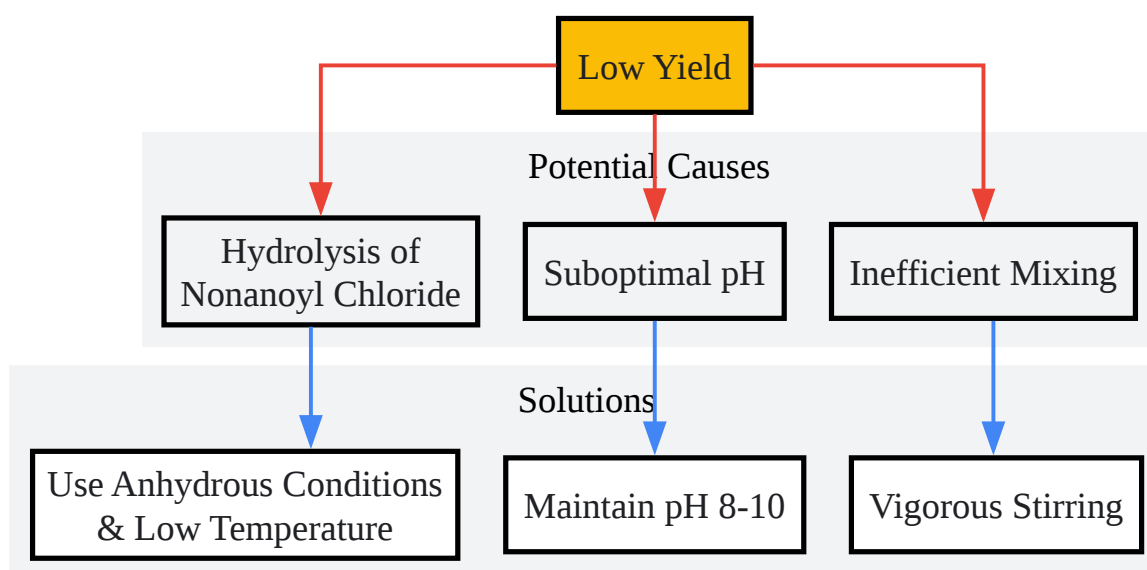 Low Yield
Potential Causes
Hydrolysis of
Nonanoyl Chloride
Suboptimal pH
Inefficient Mixing
Solutions
Use Anhydrous Conditions
& Low Temperature
Maintain pH 8-10
Vigorous Stirring